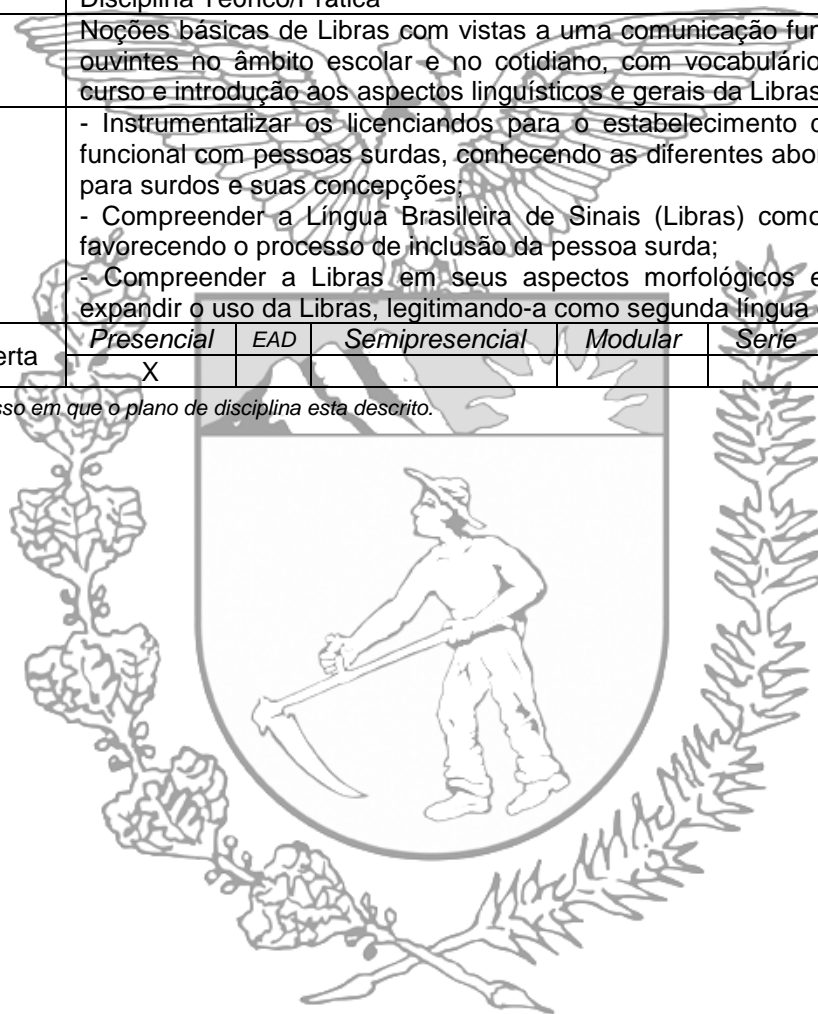 Disciplina Teórico/Prática
Noções básicas de Libras com vistas a uma comunicação
ouvintes no âmbito escolar e no cotidiano, com vocabulário
curso e introdução aos aspectos linguísticos e gerais da Libras
- Instrumentalizar os licenciandos para o estabelecimento
funcional com pessoas surdas, conhecendo as diferentes
para surdos e suas concepções;
- Compreender a Língua Brasileira de Sinais (Libras) como
favorecendo o processo de inclusão da pessoa surda;
- Compreender a Libras em seus aspectos morfológicos e
expandir o uso da Libras, legitimando-a como segunda língua
Presencial EAD Semipresencial Modular Serie
erta X
sso em que o plano de disciplina esta descrito.